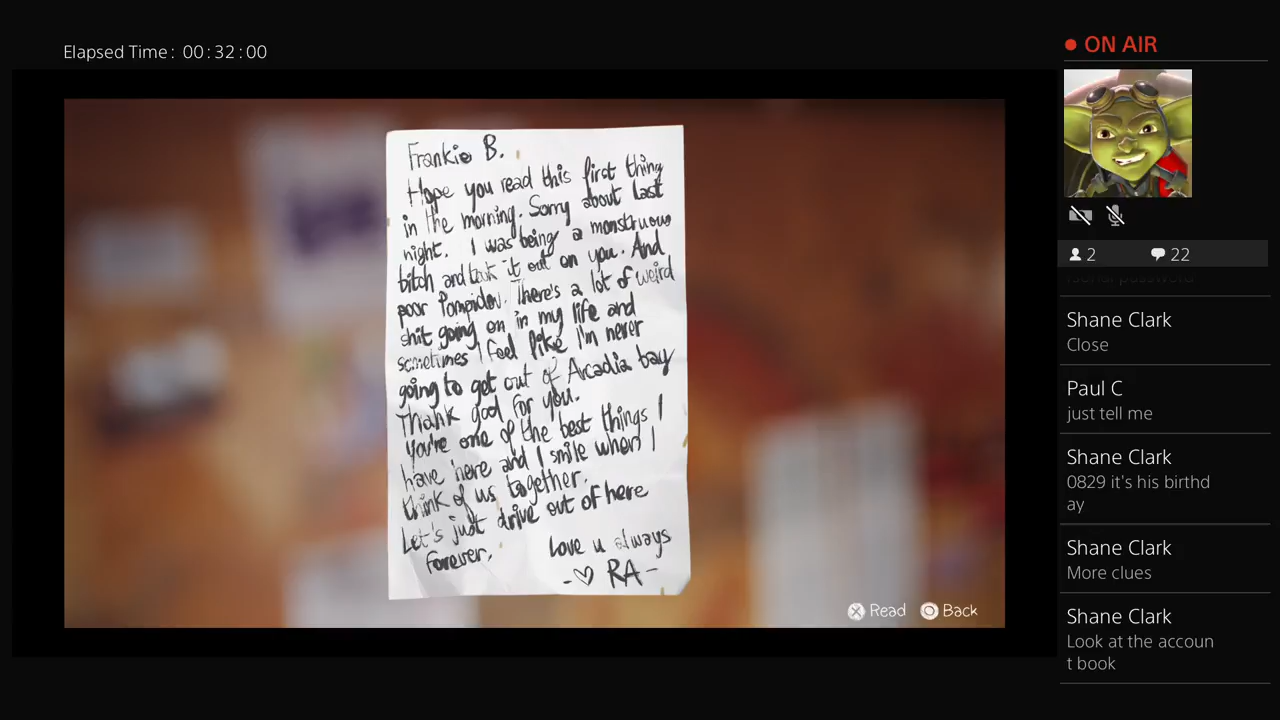 Elapsed Time: 00:32:00
Frankie B.
Hope you read this first thing
in the morning. Sorry about last
night. I was being a monstruous
bitch and took it out on you. And
poor Pompidou. There's a lot of weird
shit going on in my life and
sometimes I feel like I'm never
going to get out of Arcadia bay
Thank god for you.
You're one of the best things I
have here and I smile when I
think of us together.
Let's just drive out of here
forever.
Love u always
-♡ RA-
Read
Back
ON AIR
2
22
Shane Clark
Close
Paul C
just tell me
Shane Clark
0829 it's his birthd
ay
Shane Clark
More clues
Shane Clark
Look at the accoun
t book